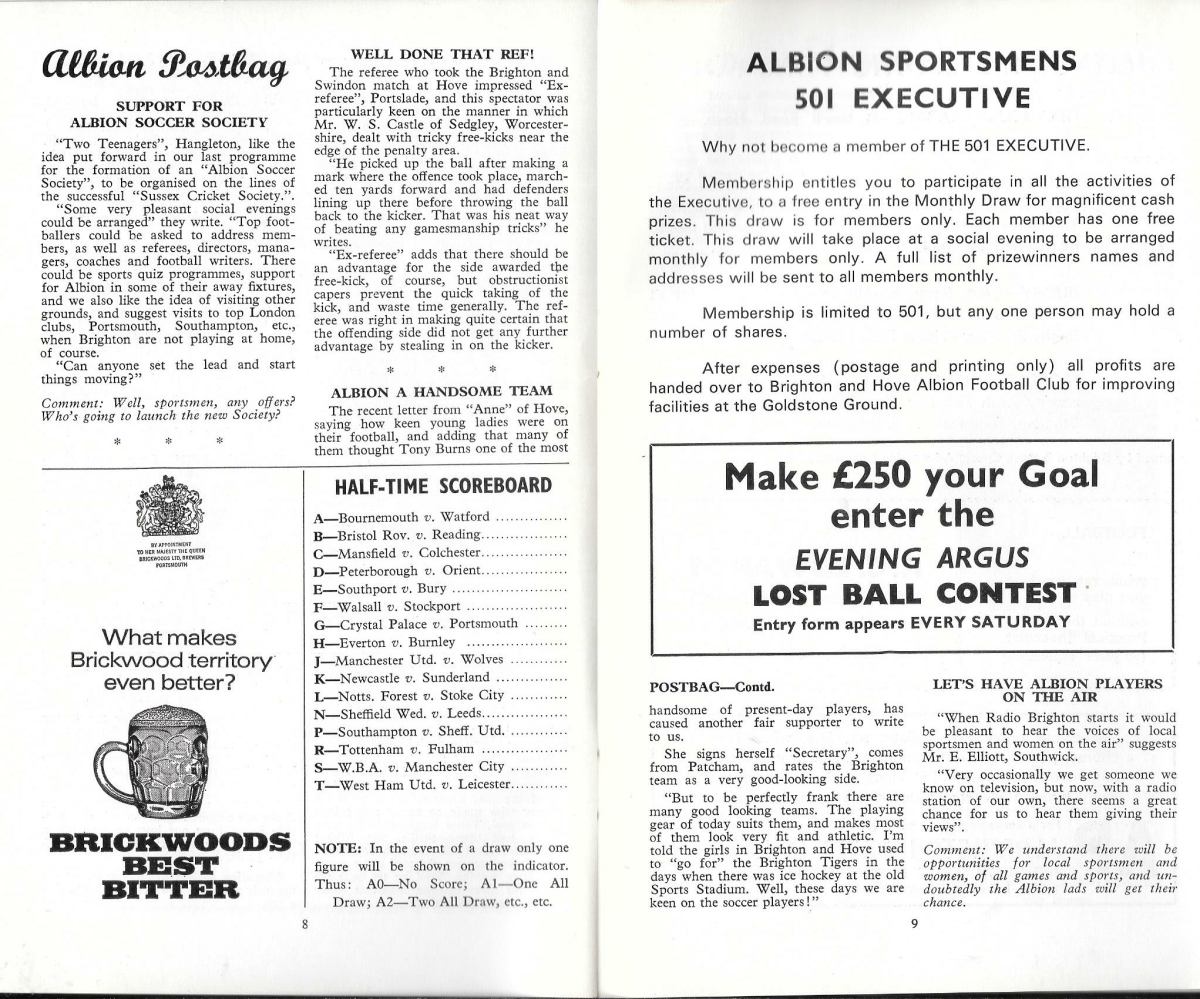 Albion Postbag
SUPPORT FOR
ALBION SOCCER SOCIETY
"Two Teenagers", Hangleton, like the
idea put forward in our last programme
for the formation of an "Albion Soccer
Society", to be organised on the lines of
the successful "Sussex Cricket Society.".
"Some very pleasant social evenings
could be arranged" they write. "Top foot-
ballers could be asked to address mem-
bers, as well as referees, directors, mana-
gers, coaches and football writers. There
could be sports quiz programmes, support
for Albion in some of their away fixtures,
and we also like the idea of visiting other
grounds, and suggest visits to top London
clubs, Portsmouth, Southampton, etc.,
when Brighton are not playing at home,
of course.
"Can anyone set the lead and start
things moving?"
Comment: Well, sportsmen, any offers?
Who's going to launch the new Society?
* * *
WELL DONE THAT REF!
The referee who took the Brighton and
Swindon match at Hove impressed "Ex-
referee", Portslade, and this spectator was
particularly keen on the manner in which
Mr. W. S. Castle of Sedgley, Worcester-
shire, dealt with tricky free-kicks near the
edge of the penalty area.
"He picked up the ball after making a
mark where the offence took place, march-
ed ten yards forward and had defenders
lining up there before throwing the ball
back to the kicker. That was his neat way
of beating any gamesmanship tricks" he
writes.
"Ex-referee" adds that there should be
an advantage for the side awarded the
free-kick, of course, but obstructionist
capers prevent the quick taking of the
kick, and waste time generally. The ref-
eree was right in making quite certain that
the offending side did not get any further
advantage by stealing in on the kicker.
* * *
ALBION A HANDSOME TEAM
The recent letter from "Anne" of Hove,
saying how keen young ladies were on
their football, and adding that many of
them thought Tony Burns one of the most
BY APPOINTMENT
TO HER MAJESTY THE QUEEN
BRICKWOODS LTD, BREWERS
PORTSMOUTH
What makes
Brickwood territory
even better?
BRICKWOODS
BEST
BITTER
HALF-TIME SCOREBOARD
A—Bournemouth v. Watford ...............
B—Bristol Rov. v. Reading..................
C—Mansfield v. Colchester..................
D—Peterborough v. Orient..................
E—Southport v. Bury .....................
F—Walsall v. Stockport ..................
G—Crystal Palace v. Portsmouth .........
H—Everton v. Burnley ..................
J—Manchester Utd. v. Wolves ............
K—Newcastle v. Sunderland ...............
L—Notts. Forest v. Stoke City ............
N—Sheffield Wed. v. Leeds..................
P—Southampton v. Sheff. Utd. ............
R—Tottenham v. Fulham ..................
S—W.B.A. v. Manchester City ............
T—West Ham Utd. v. Leicester............
NOTE: In the event of a draw only one
figure will be shown on the indicator.
Thus: A0—No Score; A1—One All
Draw; A2—Two All Draw, etc., etc.
8
ALBION SPORTSMENS
501 EXECUTIVE
Why not become a member of THE 501 EXECUTIVE.
Membership entitles you to participate in all the activities of
the Executive, to a free entry in the Monthly Draw for magnificent cash
prizes. This draw is for members only. Each member has one free
ticket. This draw will take place at a social evening to be arranged
monthly for members only. A full list of prizewinners names and
addresses will be sent to all members monthly.
Membership is limited to 501, but any one person may hold a
number of shares.
After expenses (postage and printing only) all profits are
handed over to Brighton and Hove Albion Football Club for improving
facilities at the Goldstone Ground.
Make £250 your Goal
enter the
EVENING ARGUS
LOST BALL CONTEST
Entry form appears EVERY SATURDAY
POSTBAG—Contd.
handsome of present-day players, has
caused another fair supporter to write
to us.
She signs herself "Secretary", comes
from Patcham, and rates the Brighton
team as a very good-looking side.
"But to be perfectly frank there are
many good looking teams. The playing
gear of today suits them, and makes most
of them look very fit and athletic. I'm
told the girls in Brighton and Hove used
to "go for" the Brighton Tigers in the
days when there was ice hockey at the old
Sports Stadium. Well, these days we are
keen on the soccer players!"
LET'S HAVE ALBION PLAYERS
ON THE AIR
"When Radio Brighton starts it would
be pleasant to hear the voices of local
sportsmen and women on the air" suggests
Mr. E. Elliott, Southwick.
"Very occasionally we get someone we
know on television, but now, with a radio
station of our own, there seems a great
chance for us to hear them giving their
views".
Comment: We understand there will be
opportunities for local sportsmen and
women, of all games and sports, and un-
doubtedly the Albion lads will get their
chance.
9